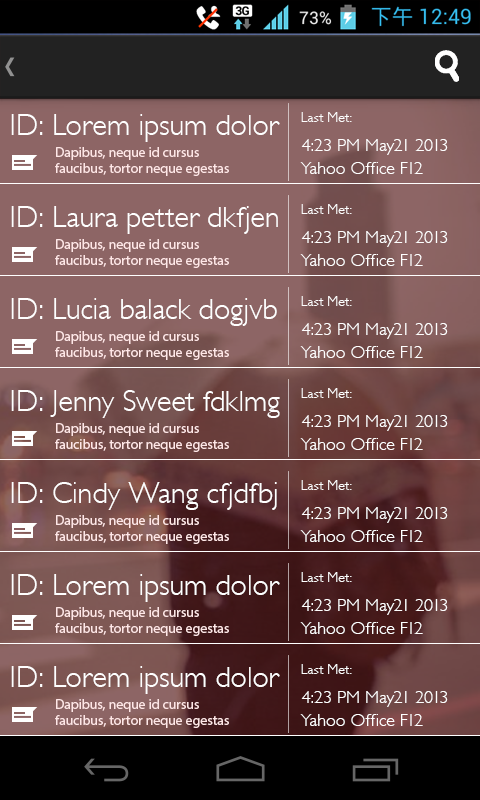 3G
73%
下午 12:49
ID: Lorem ipsum dolor
Dapibus, neque id cursus
faucibus, tortor neque egestas
Last Met:
4:23 PM May21 2013
Yahoo Office F12
ID: Laura petter dkfjen
Dapibus, neque id cursus
faucibus, tortor neque egestas
Last Met:
4:23 PM May21 2013
Yahoo Office F12
ID: Lucia balack dogjvb
Dapibus, neque id cursus
faucibus, tortor neque egestas
Last Met:
4:23 PM May21 2013
Yahoo Office F12
ID: Jenny Sweet fdklmg
Dapibus, neque id cursus
faucibus, tortor neque egestas
Last Met:
4:23 PM May21 2013
Yahoo Office F12
ID: Cindy Wang cfjdfbj
Dapibus, neque id cursus
faucibus, tortor neque egestas
Last Met:
4:23 PM May21 2013
Yahoo Office F12
ID: Lorem ipsum dolor
Dapibus, neque id cursus
faucibus, tortor neque egestas
Last Met:
4:23 PM May21 2013
Yahoo Office F12
ID: Lorem ipsum dolor
Dapibus, neque id cursus
faucibus, tortor neque egestas
Last Met:
4:23 PM May21 2013
Yahoo Office F12